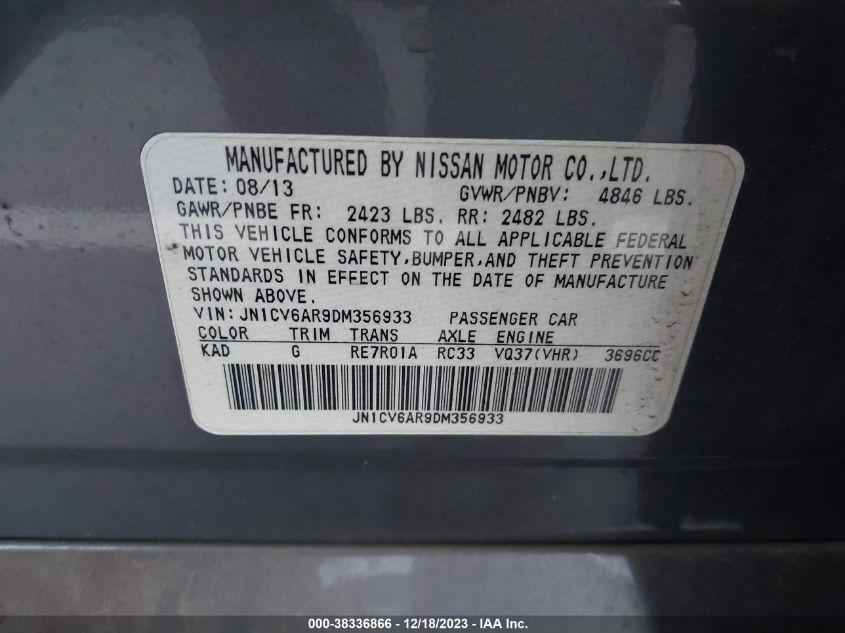 MANUFACTURED BY NISSAN MOTOR CO.,LTD.
DATE: 08/13 GVWR/PNBV: 4846 LBS.
GAWR/PNBE FR: 2423 LBS. RR: 2482 LBS.
THIS VEHICLE CONFORMS TO ALL APPLICABLE FEDERAL
MOTOR VEHICLE SAFETY,BUMPER,AND THEFT PREVENTION
STANDARDS IN EFFECT ON THE DATE OF MANUFACTURE
SHOWN ABOVE.
VIN: JN1CV6AR9DM356933 PASSENGER CAR
COLOR TRIM TRANS AXLE ENGINE
KAD G RE7R01A RC33 VQ37(VHR) 3696CC
JN1CV6AR9DM356933
000-38336866 - 12/18/2023 - IAA Inc.